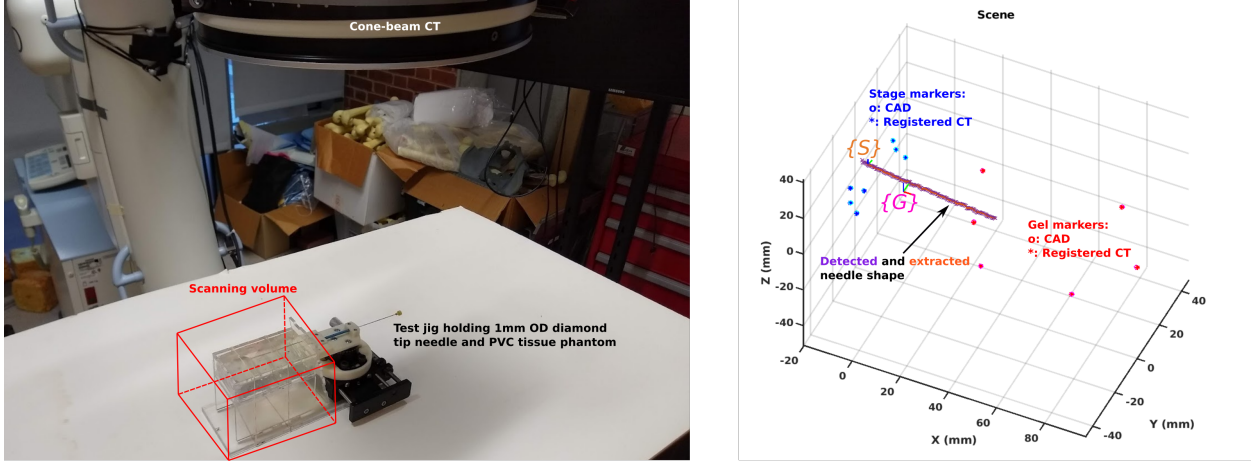 Cone-beam CT
Scanning volume
Test jig holding 1mm OD diamond
tip needle and PVC tissue phantom
Scene
Stage markers:
o: CAD
*: Registered CT
{S}
{G}
Gel markers:
o: CAD
*: Registered CT
Detected and extracted
needle shape
40
20
0
-20
-40
Z (mm)
-20
0
20
40
60
80
X (mm)
40
20
0
-20
-40
Y (mm)